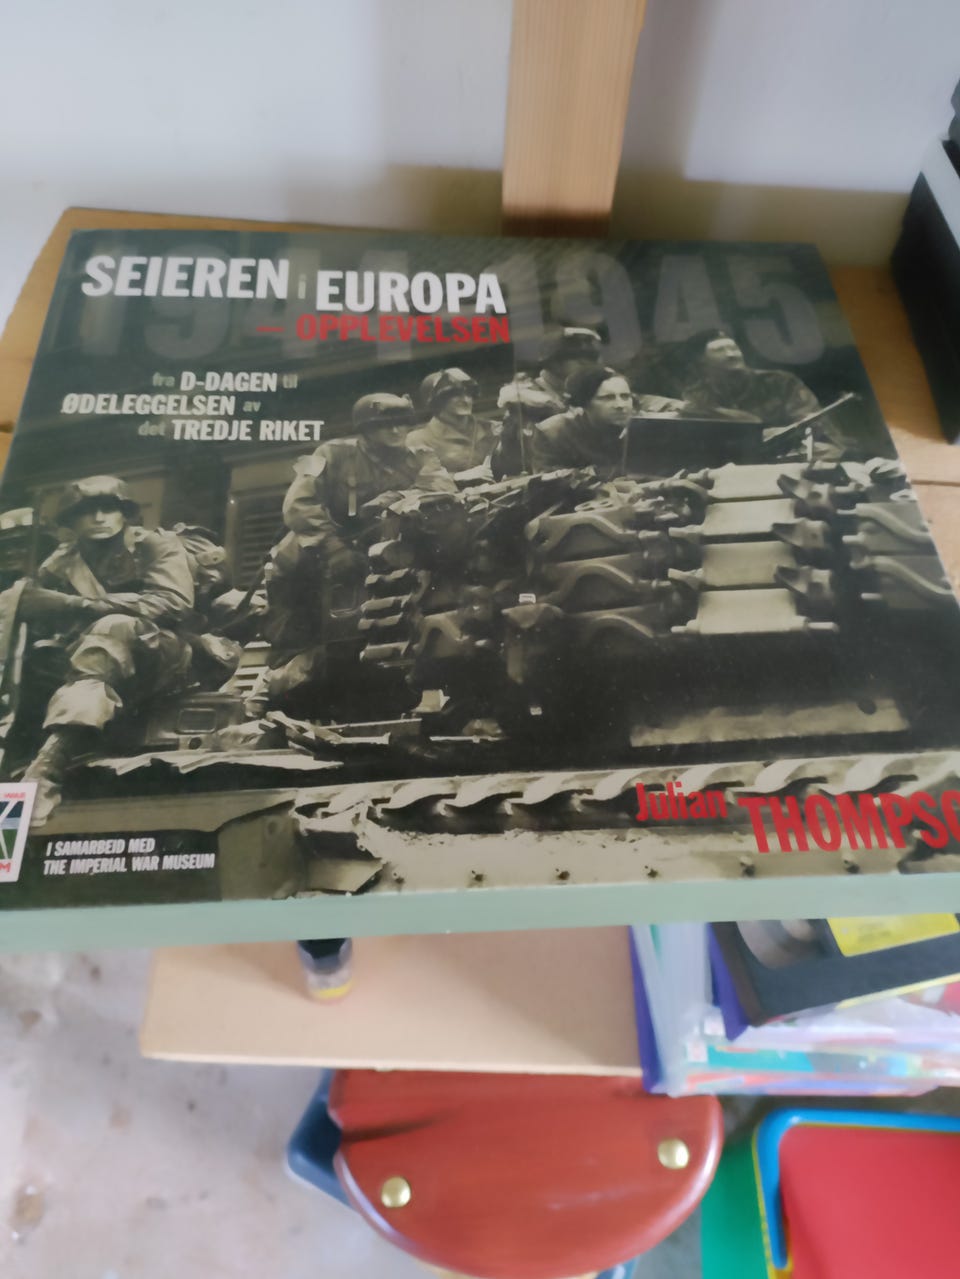 1944 1945
SEIEREN i EUROPA
— OPPLEVELSEN
fra D-DAGEN til
ØDELEGGELSEN av
det TREDJE RIKET
Julian THOMPSO
I SAMARBEID MED
THE IMPERIAL WAR MUSEUM